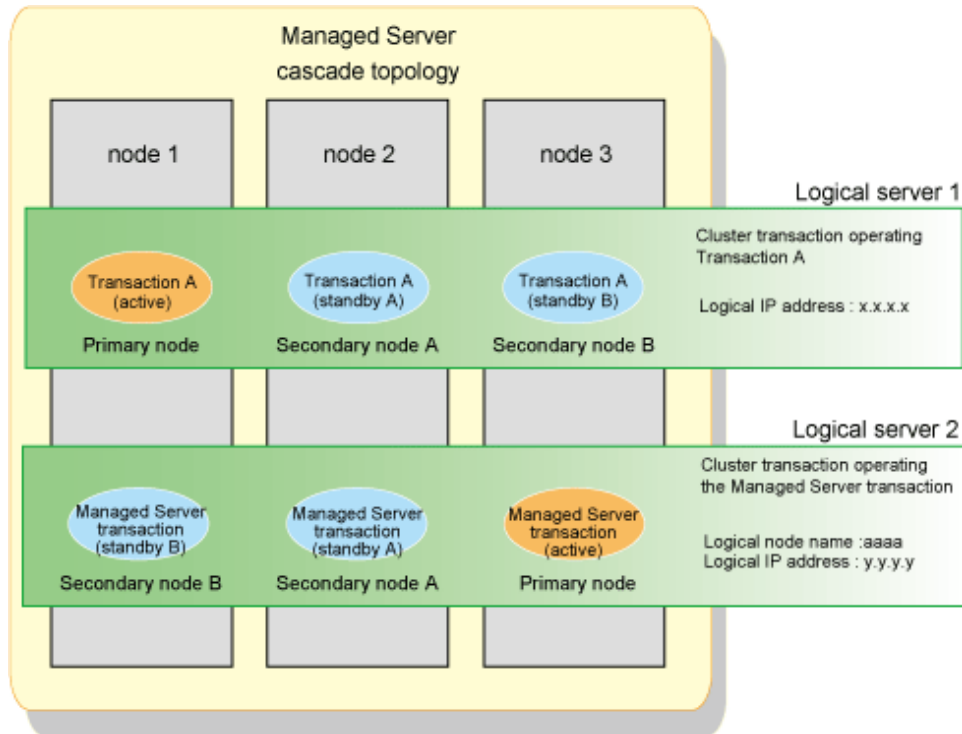 Managed Server
cascade topology
node 1
node 2
node 3
Logical server 1
Cluster transaction operating
Transaction A
Logical IP address : x.x.x.x
Transaction A
(active)
Transaction A
(standby A)
Transaction A
(standby B)
Primary node
Secondary node A
Secondary node B
Logical server 2
Cluster transaction operating
the Managed Server transaction
Logical node name :aaaa
Logical IP address : y.y.y.y
Managed Server
transaction
(standby B)
Managed Server
transaction
(standby A)
Managed Server
transaction
(active)
Secondary node B
Secondary node A
Primary node